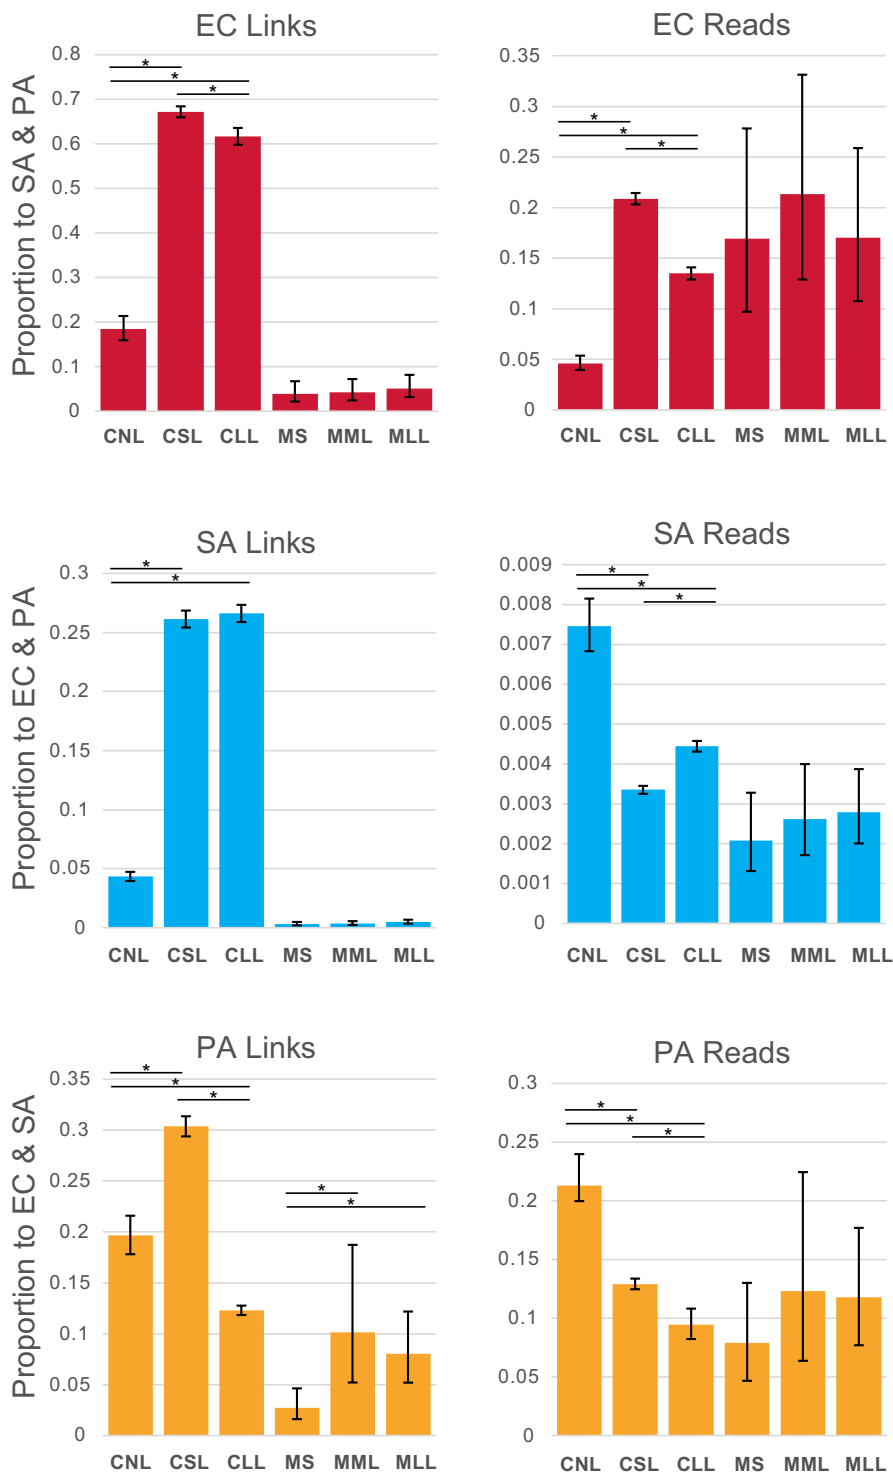 EC Links
EC Reads
Proportion to SA & PA
0.8
0.7
0.6
0.5
0.4
0.3
0.2
0.1
0
* * *
CNL CSL CLL MS MML MLL
0.35
0.3
0.25
0.2
0.15
0.1
0.05
0
* * *
CNL CSL CLL MS MML MLL
SA Links
SA Reads
Proportion to EC & PA
0.3
0.25
0.2
0.15
0.1
0.05
0
* *
CNL CSL CLL MS MML MLL
0.009
0.008
0.007
0.006
0.005
0.004
0.003
0.002
0.001
0
* * *
CNL CSL CLL MS MML MLL
PA Links
PA Reads
Proportion to EC & SA
0.35
0.3
0.25
0.2
0.15
0.1
0.05
0
* * * * *
CNL CSL CLL MS MML MLL
0.3
0.25
0.2
0.15
0.1
0.05
0
* * *
CNL CSL CLL MS MML MLL